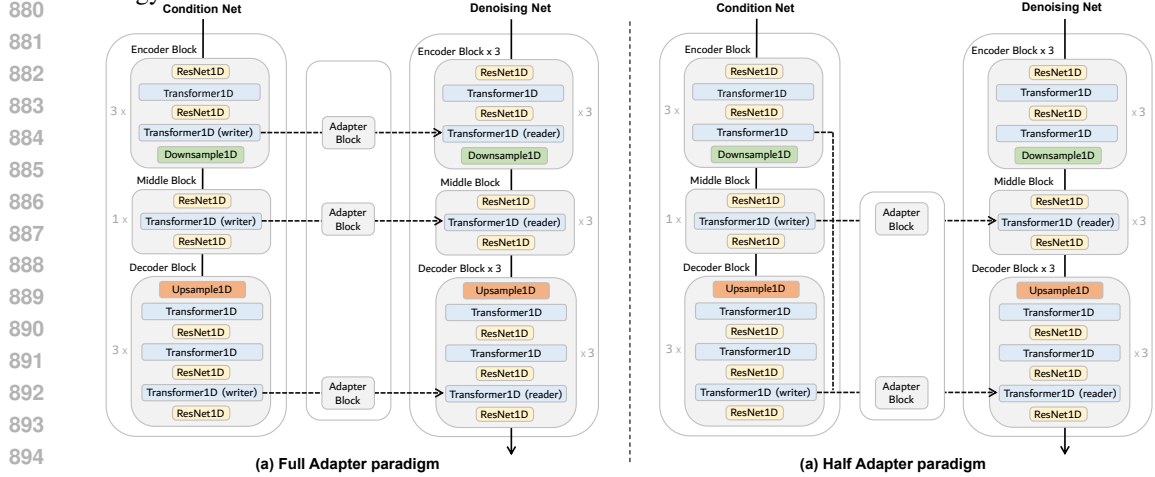 880
881
882
883
884
885
886
887
888
889
890
891
892
893
894
Condition Net
Denoising Net
Encoder Block
ResNet1D
Transformer1D
ResNet1D
Transformer1D (writer)
Downsample1D
3 x
Middle Block
ResNet1D
Transformer1D (writer)
ResNet1D
1 x
Decoder Block
Upsample1D
Transformer1D
ResNet1D
Transformer1D
ResNet1D
Transformer1D (writer)
ResNet1D
3 x
Adapter
Block
Adapter
Block
Adapter
Block
Encoder Block x 3
ResNet1D
Transformer1D
ResNet1D
Transformer1D (reader)
Downsample1D
x 3
Middle Block
ResNet1D
Transformer1D (reader)
ResNet1D
x 3
Decoder Block x 3
Upsample1D
Transformer1D
ResNet1D
Transformer1D
ResNet1D
Transformer1D (reader)
ResNet1D
x 3
(a) Full Adapter paradigm
Condition Net
Denoising Net
Encoder Block
ResNet1D
Transformer1D
ResNet1D
Transformer1D
Downsample1D
3 x
Middle Block
ResNet1D
Transformer1D (writer)
ResNet1D
1 x
Decoder Block
Upsample1D
Transformer1D
ResNet1D
Transformer1D
ResNet1D
Transformer1D (writer)
ResNet1D
3 x
Adapter
Block
Adapter
Block
Encoder Block x 3
ResNet1D
Transformer1D
ResNet1D
Transformer1D
Downsample1D
x 3
Middle Block
ResNet1D
Transformer1D (reader)
ResNet1D
x 3
Decoder Block x 3
Upsample1D
Transformer1D
ResNet1D
Transformer1D
ResNet1D
Transformer1D (reader)
ResNet1D
x 3
(a) Half Adapter paradigm